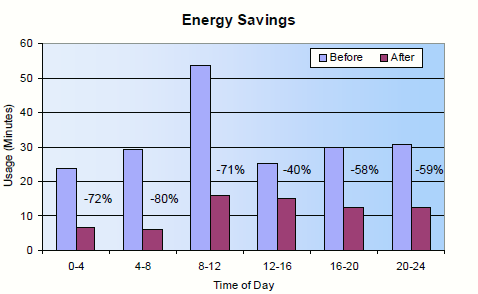 Energy Savings
Before After
60
50
40
30
20
10
0
Usage (Minutes)
-72% -80% -71% -40% -58% -59%
0-4 4-8 8-12 12-16 16-20 20-24
Time of Day